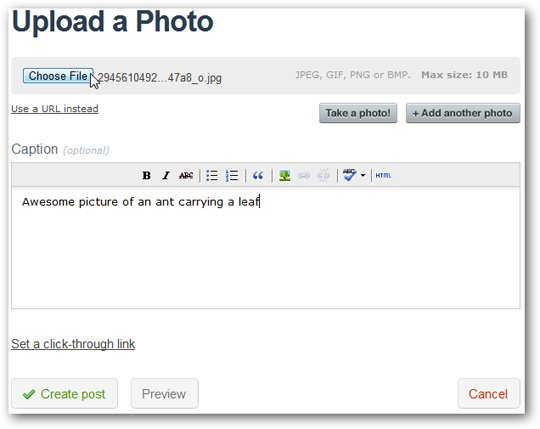 Upload a Photo
Choose File 2945610492...47a8_o.jpg JPEG, GIF, PNG or BMP. Max size: 10 MB
Use a URL instead Take a photo! + Add another photo
Caption (optional)
B I ABC “ ABC HTML
Awesome picture of an ant carrying a leaf
Set a click-through link
Create post Preview Cancel